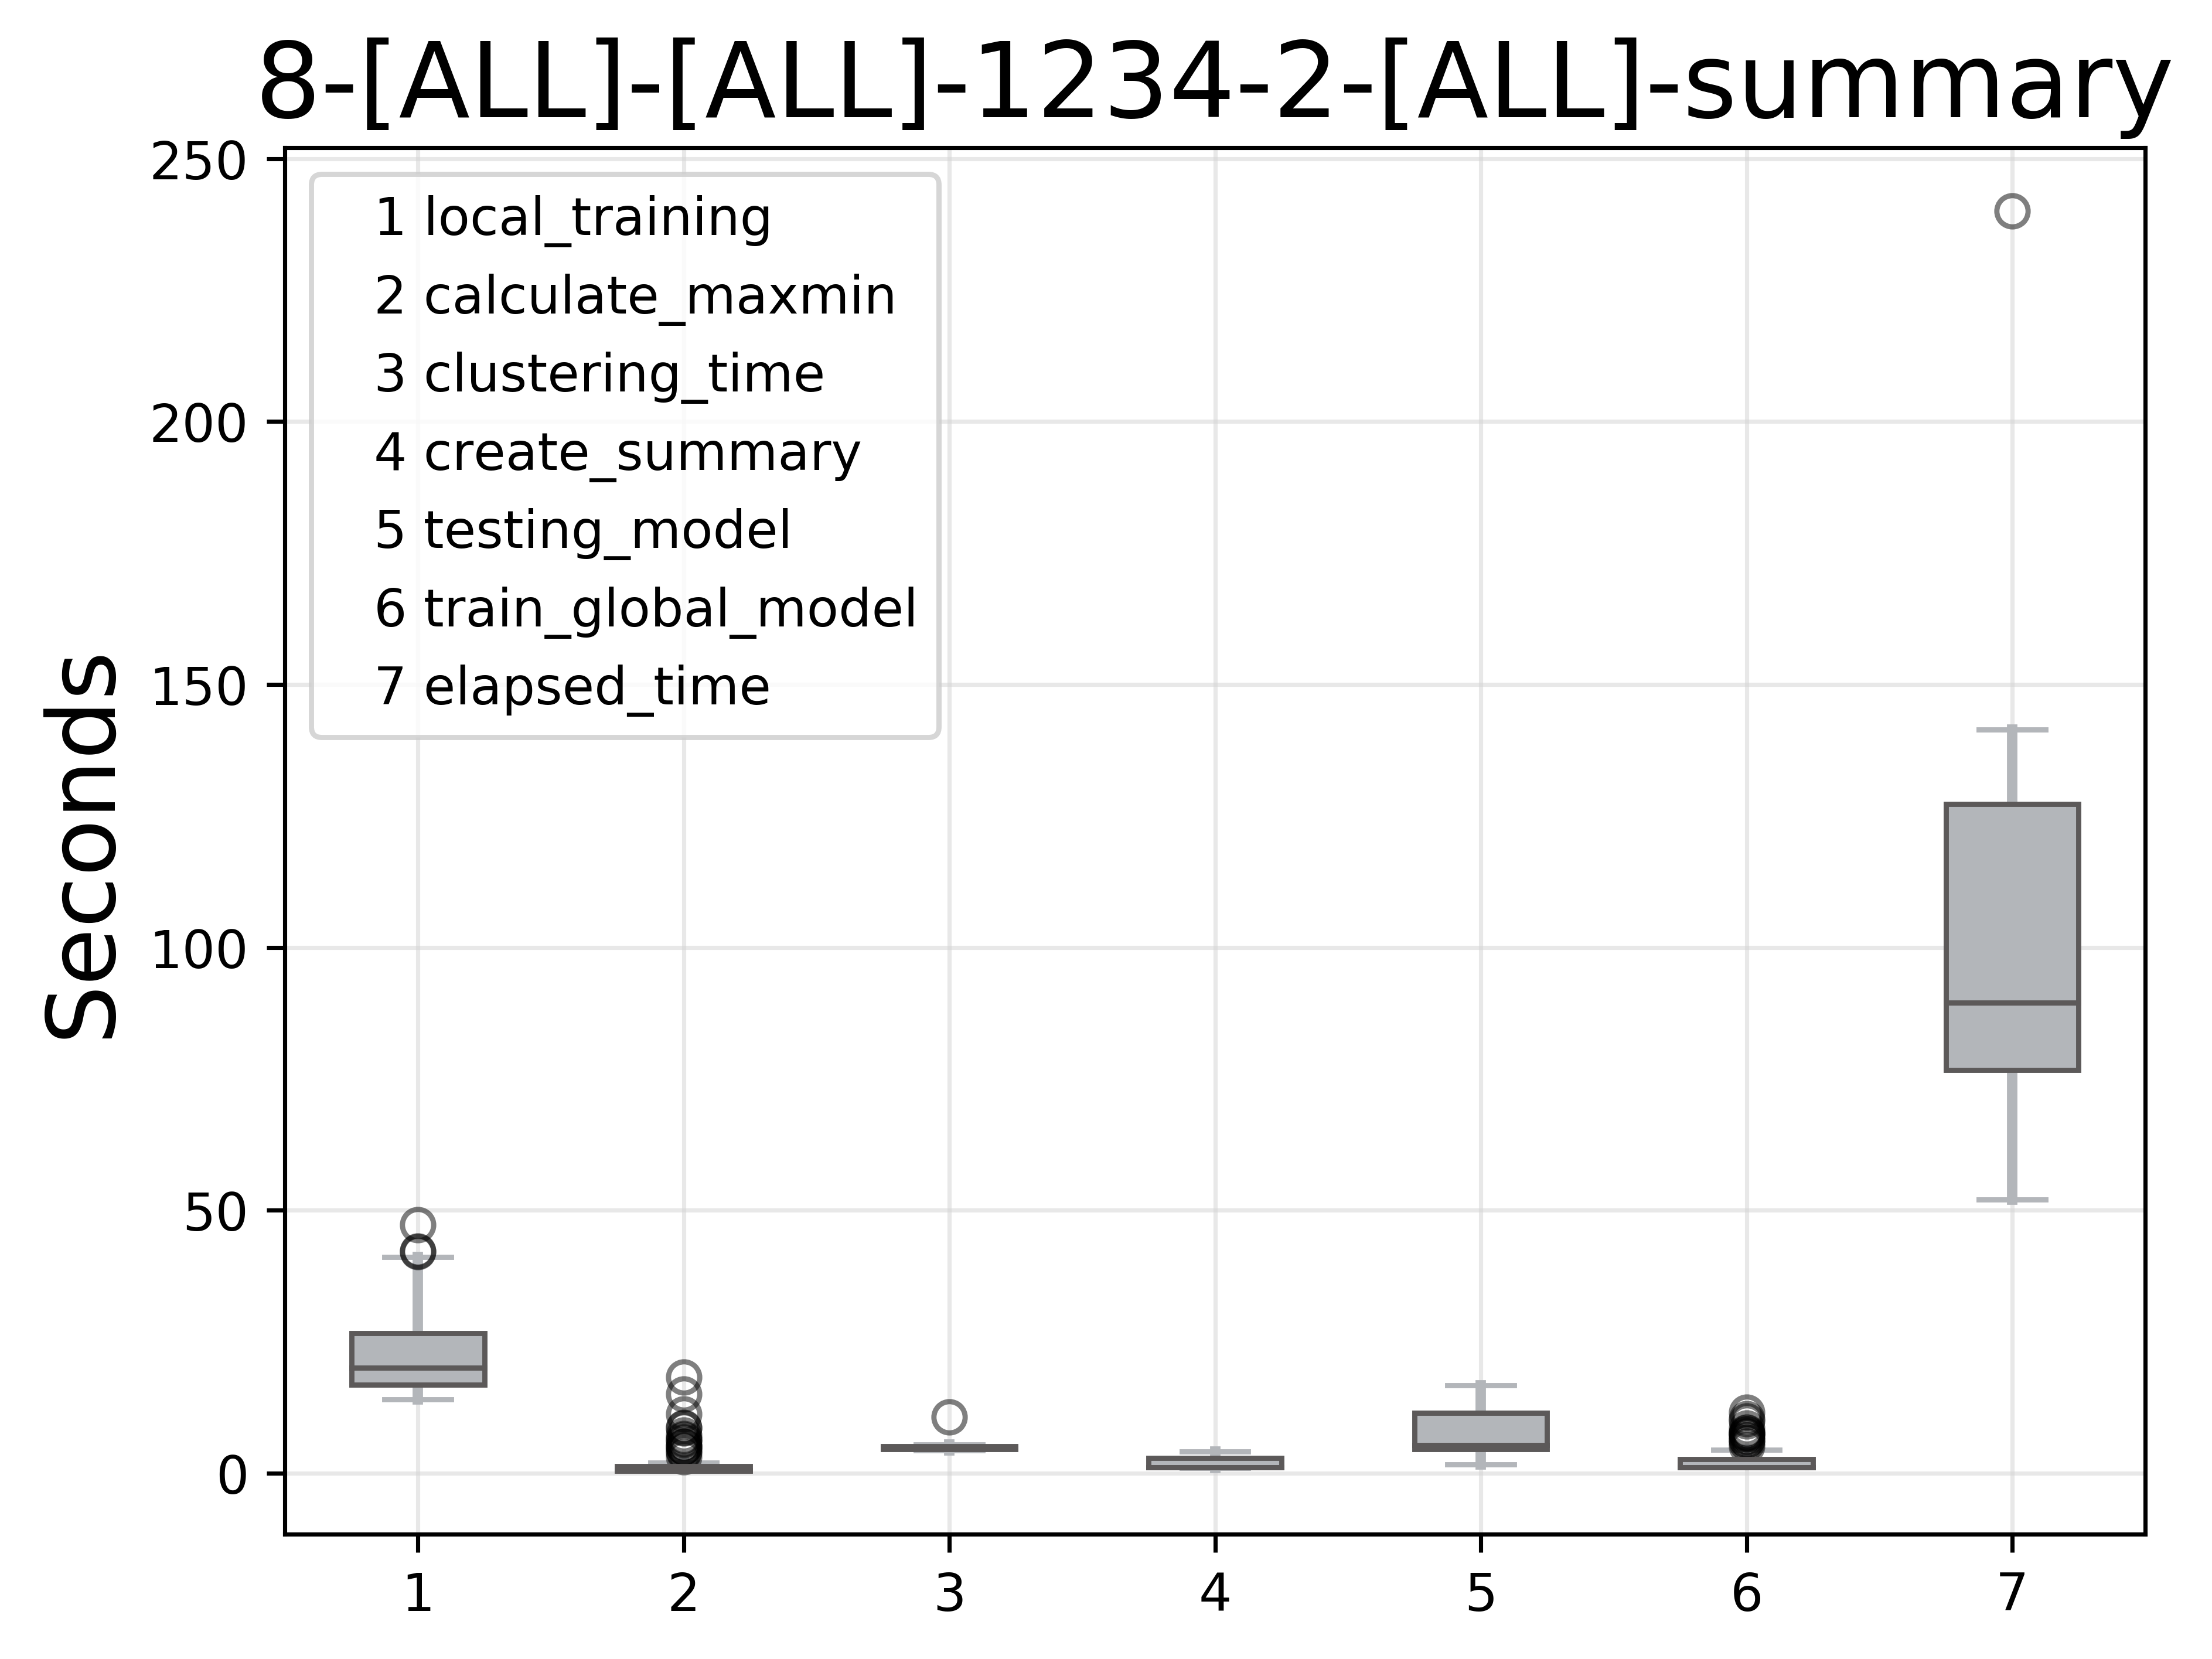 8-[ALL]-[ALL]-1234-2-[ALL]-summary
250
200
150
100
50
0
Seconds
1 local_training
2 calculate_maxmin
3 clustering_time
4 create_summary
5 testing_model
6 train_global_model
7 elapsed_time
1 2 3 4 5 6 7